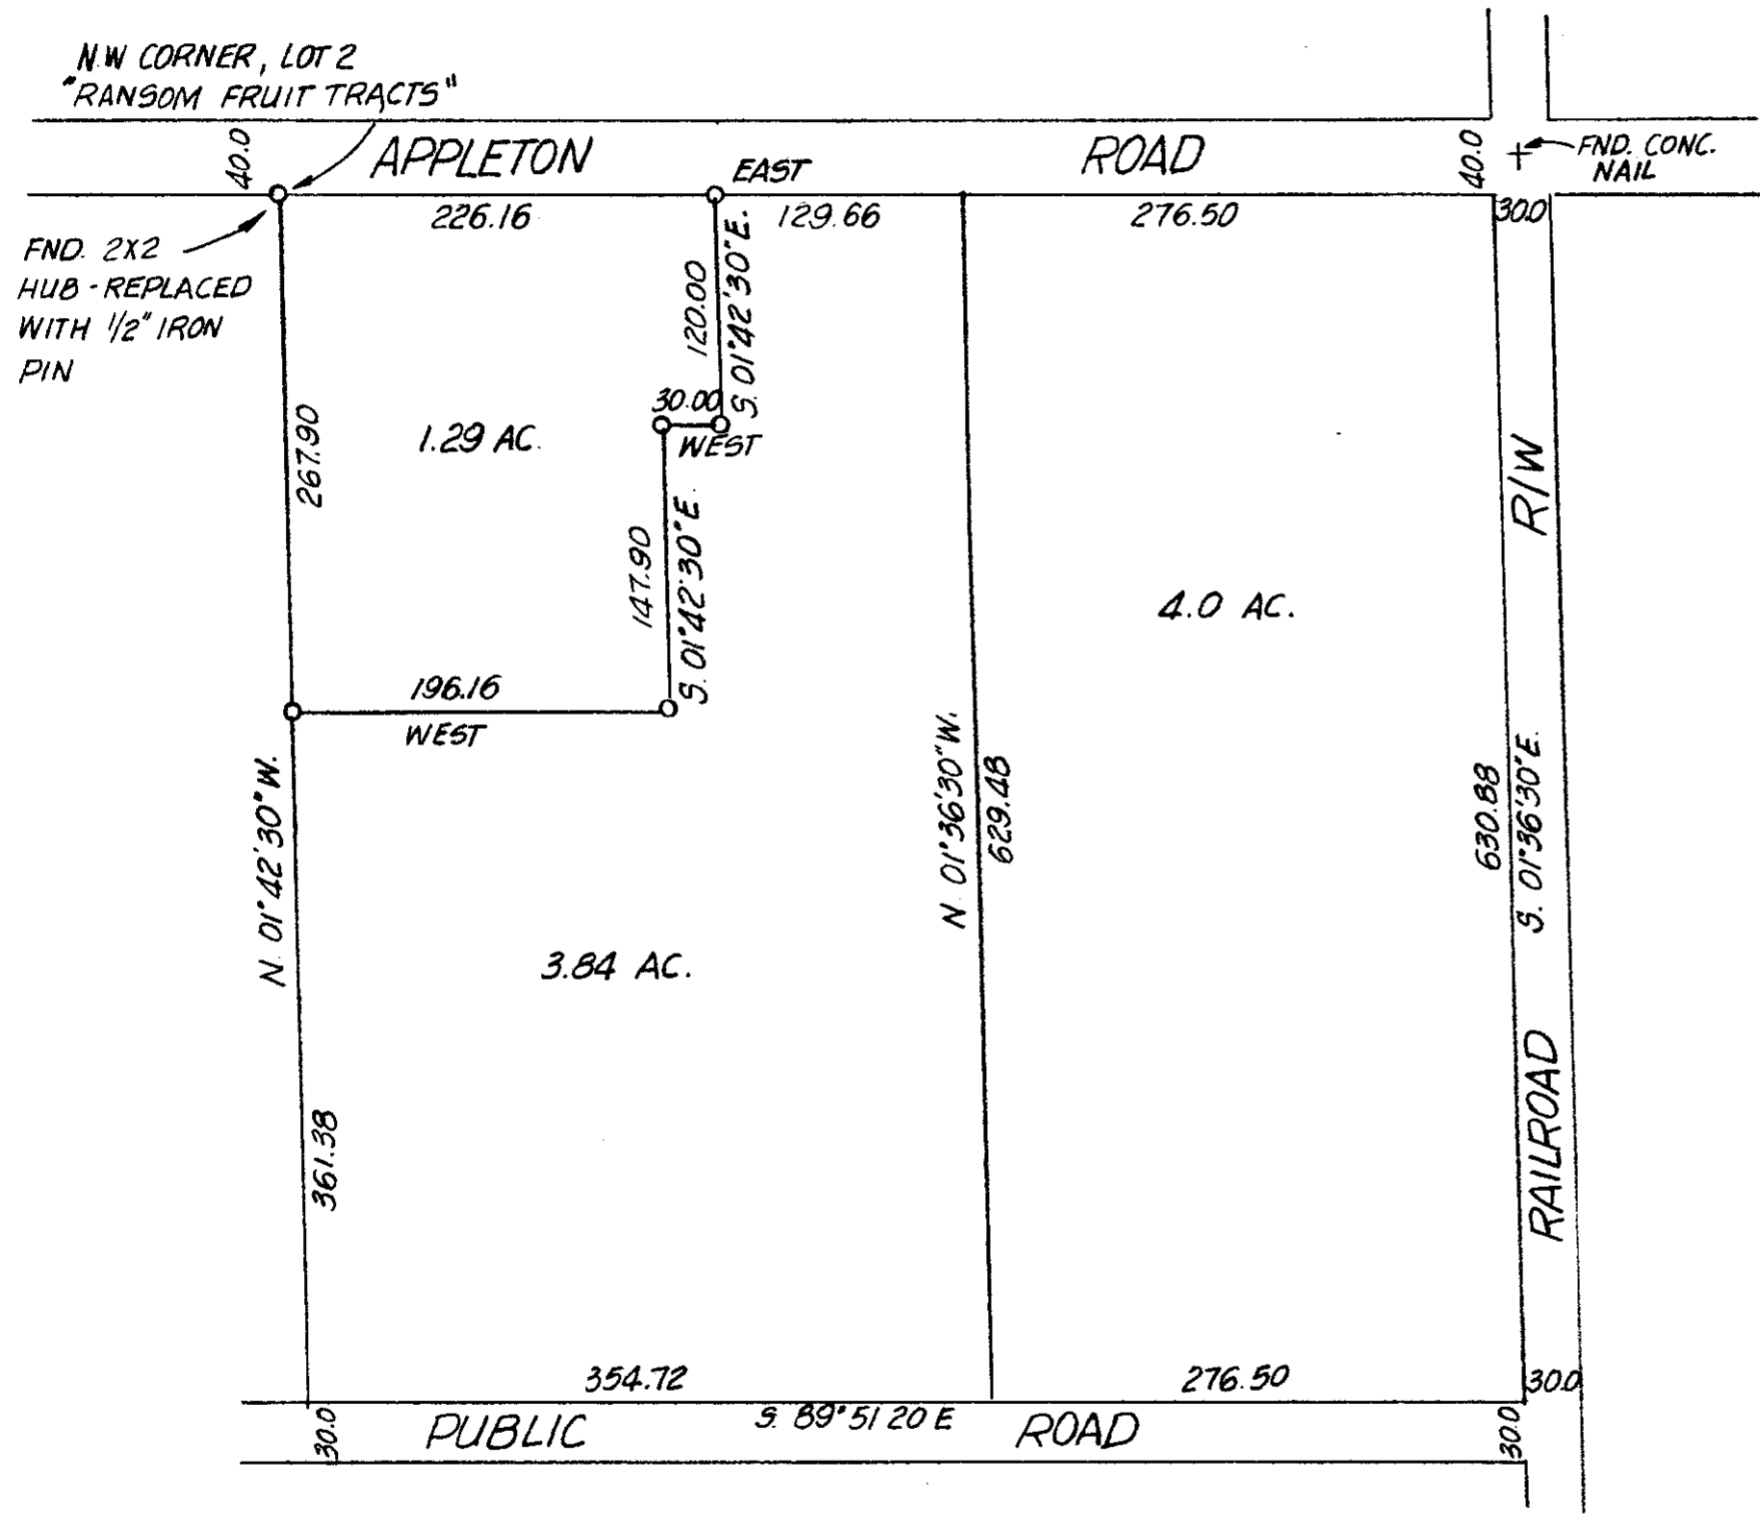 N.W CORNER, LOT 2
"RANSOM FRUIT TRACTS"
40.0
APPLETON
EAST
ROAD
40.0
FND. CONC.
NAIL
226.16
129.66
276.50
30.0
FND. 2X2
HUB - REPLACED
WITH 1/2" IRON
PIN
120.00
S. 01°42'30"E.
30.00
WEST
267.90
1.29 AC.
147.90
S. 01°42'30"E.
R/W
4.0 AC.
196.16
WEST
N. 01°42'30"W.
N. 01°36'30"W.
629.48
630.88
S. 01°36'30"E.
3.84 AC.
361.38
RAILROAD
354.72
276.50
30.0
30.0
PUBLIC
S. 89°51 20 E
ROAD
30.0